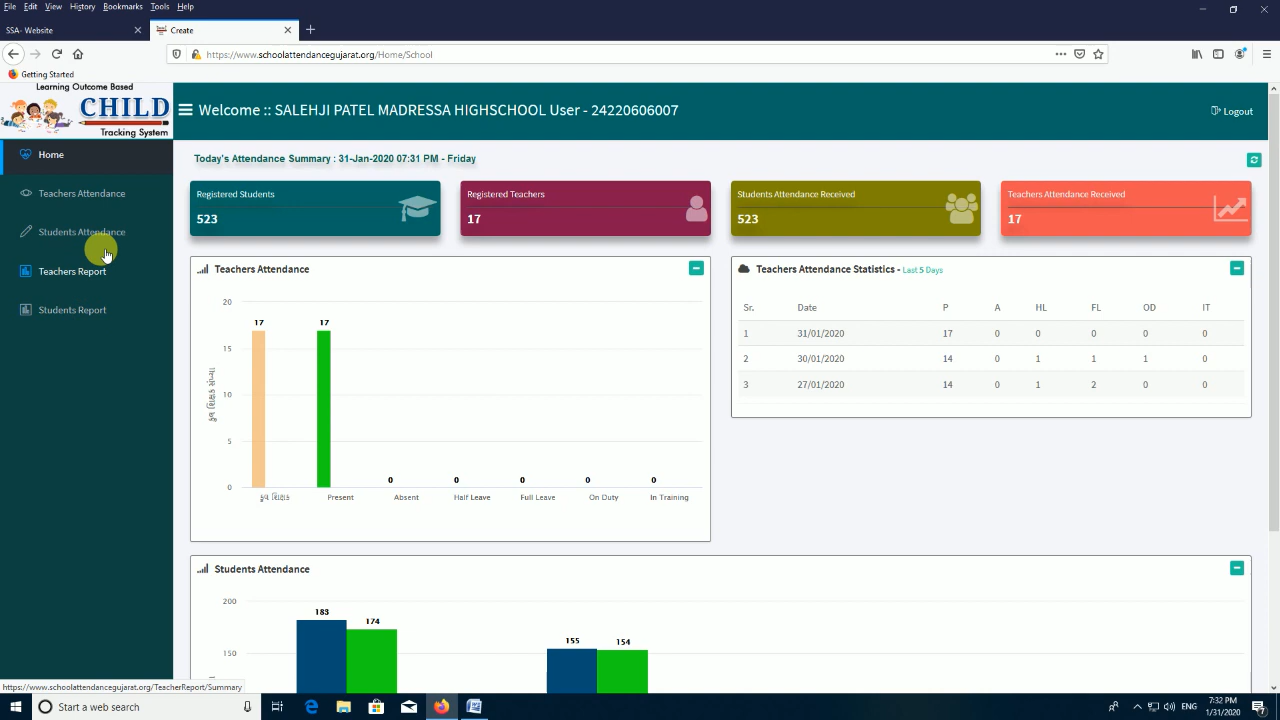 File Edit View History Bookmarks Tools Help
SSA- Website
Create
https://www.schoolattendancegujarat.org/Home/School
Getting Started
Learning Outcome Based
CHILD
Tracking System
Welcome :: SALEHJI PATEL MADRESSA HIGHSCHOOL User - 24220606007
Logout
Home
Teachers Attendance
Students Attendance
Teachers Report
Students Report
Today's Attendance Summary : 31-Jan-2020 07:31 PM - Friday
Registered Students
523
Registered Teachers
17
Students Attendance Received
523
Teachers Attendance Received
17
Teachers Attendance
20
15
10
5
0
17 17 0 0 0 0 0
કુલ શિક્ષક Present Absent Half Leave Full Leave On Duty In Training
Teachers Attendance Statistics - Last 5 Days
Sr. Date P A HL FL OD IT
1 31/01/2020 17 0 0 0 0 0
2 30/01/2020 14 0 1 1 1 0
3 27/01/2020 14 0 1 2 0 0
Students Attendance
200
150
183 174 155 154
https://www.schoolattendancegujarat.org/TeacherReport/Summary
Start a web search
ENG
7:32 PM
1/31/2020
7